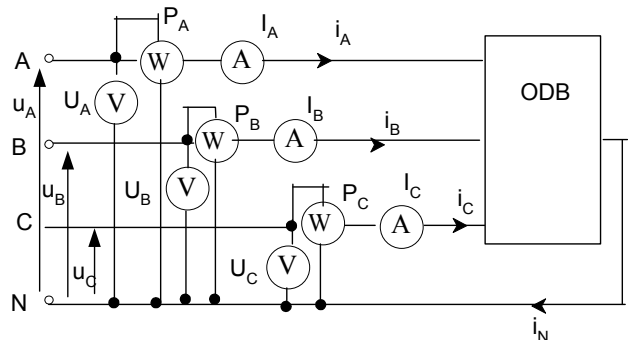 P_A I_A i_A
A W A ODB
u_A U_A V P_B I_B i_B
B W A
u_B U_B V P_C I_C i_C
C W A
u_C U_C V
N i_N